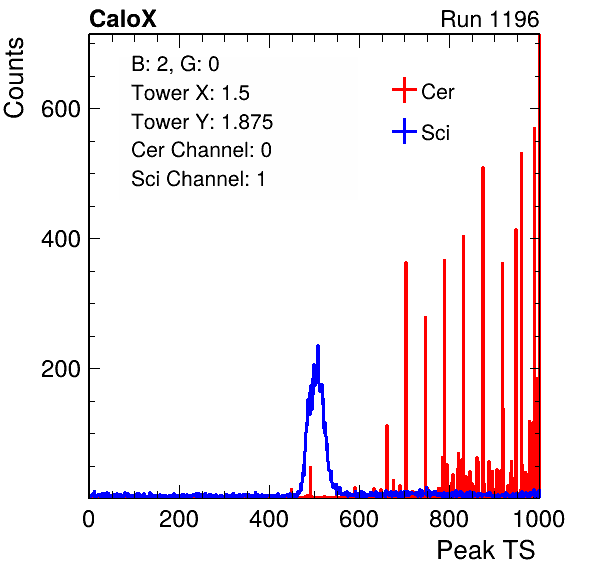 CaloX Run 1196
Counts
B: 2, G: 0
Tower X: 1.5
Tower Y: 1.875
Cer Channel: 0
Sci Channel: 1
Cer
Sci
600
400
200
0 200 400 600 800 1000
Peak TS